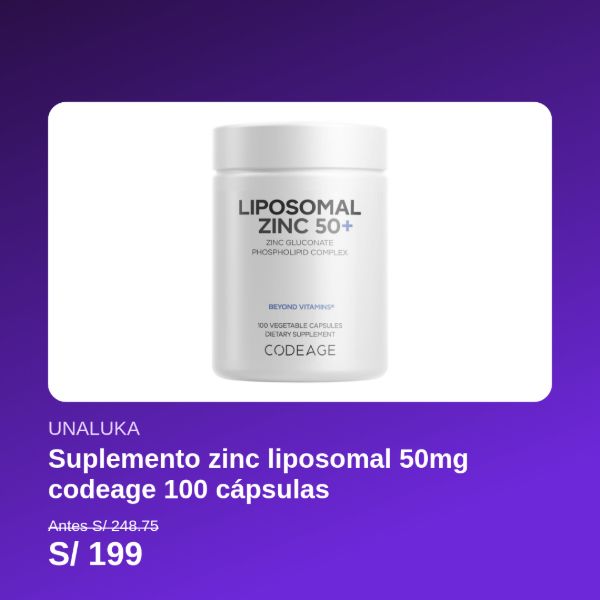 LIPOSOMAL
ZINC 50+
ZINC GLUCONATE
PHOSPHOLIPID COMPLEX
BEYOND VITAMINS®
100 VEGETABLE CAPSULES
DIETARY SUPPLEMENT
CODEAGE
UNALUKA
Suplemento zinc liposomal 50mg
codeage 100 cápsulas
Antes S/ 248.75
S/ 199